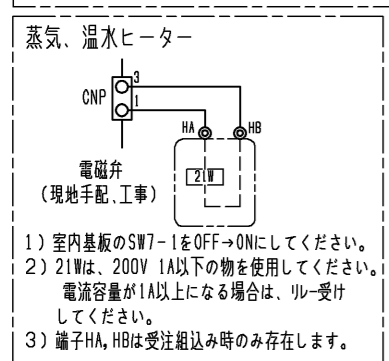 蒸気、温水ヒーター
3
CNP
1
HA
HB
電磁弁
21W
(現地手配、工事)
1)室内基板のSW7-1をOFF→ONにしてください。
2)21Wは、200V 1A以下の物を使用してください。
電流容量が1A以上になる場合は、リレー受け
してください。
3)端子HA,HBは受注組込み時のみ存在します。